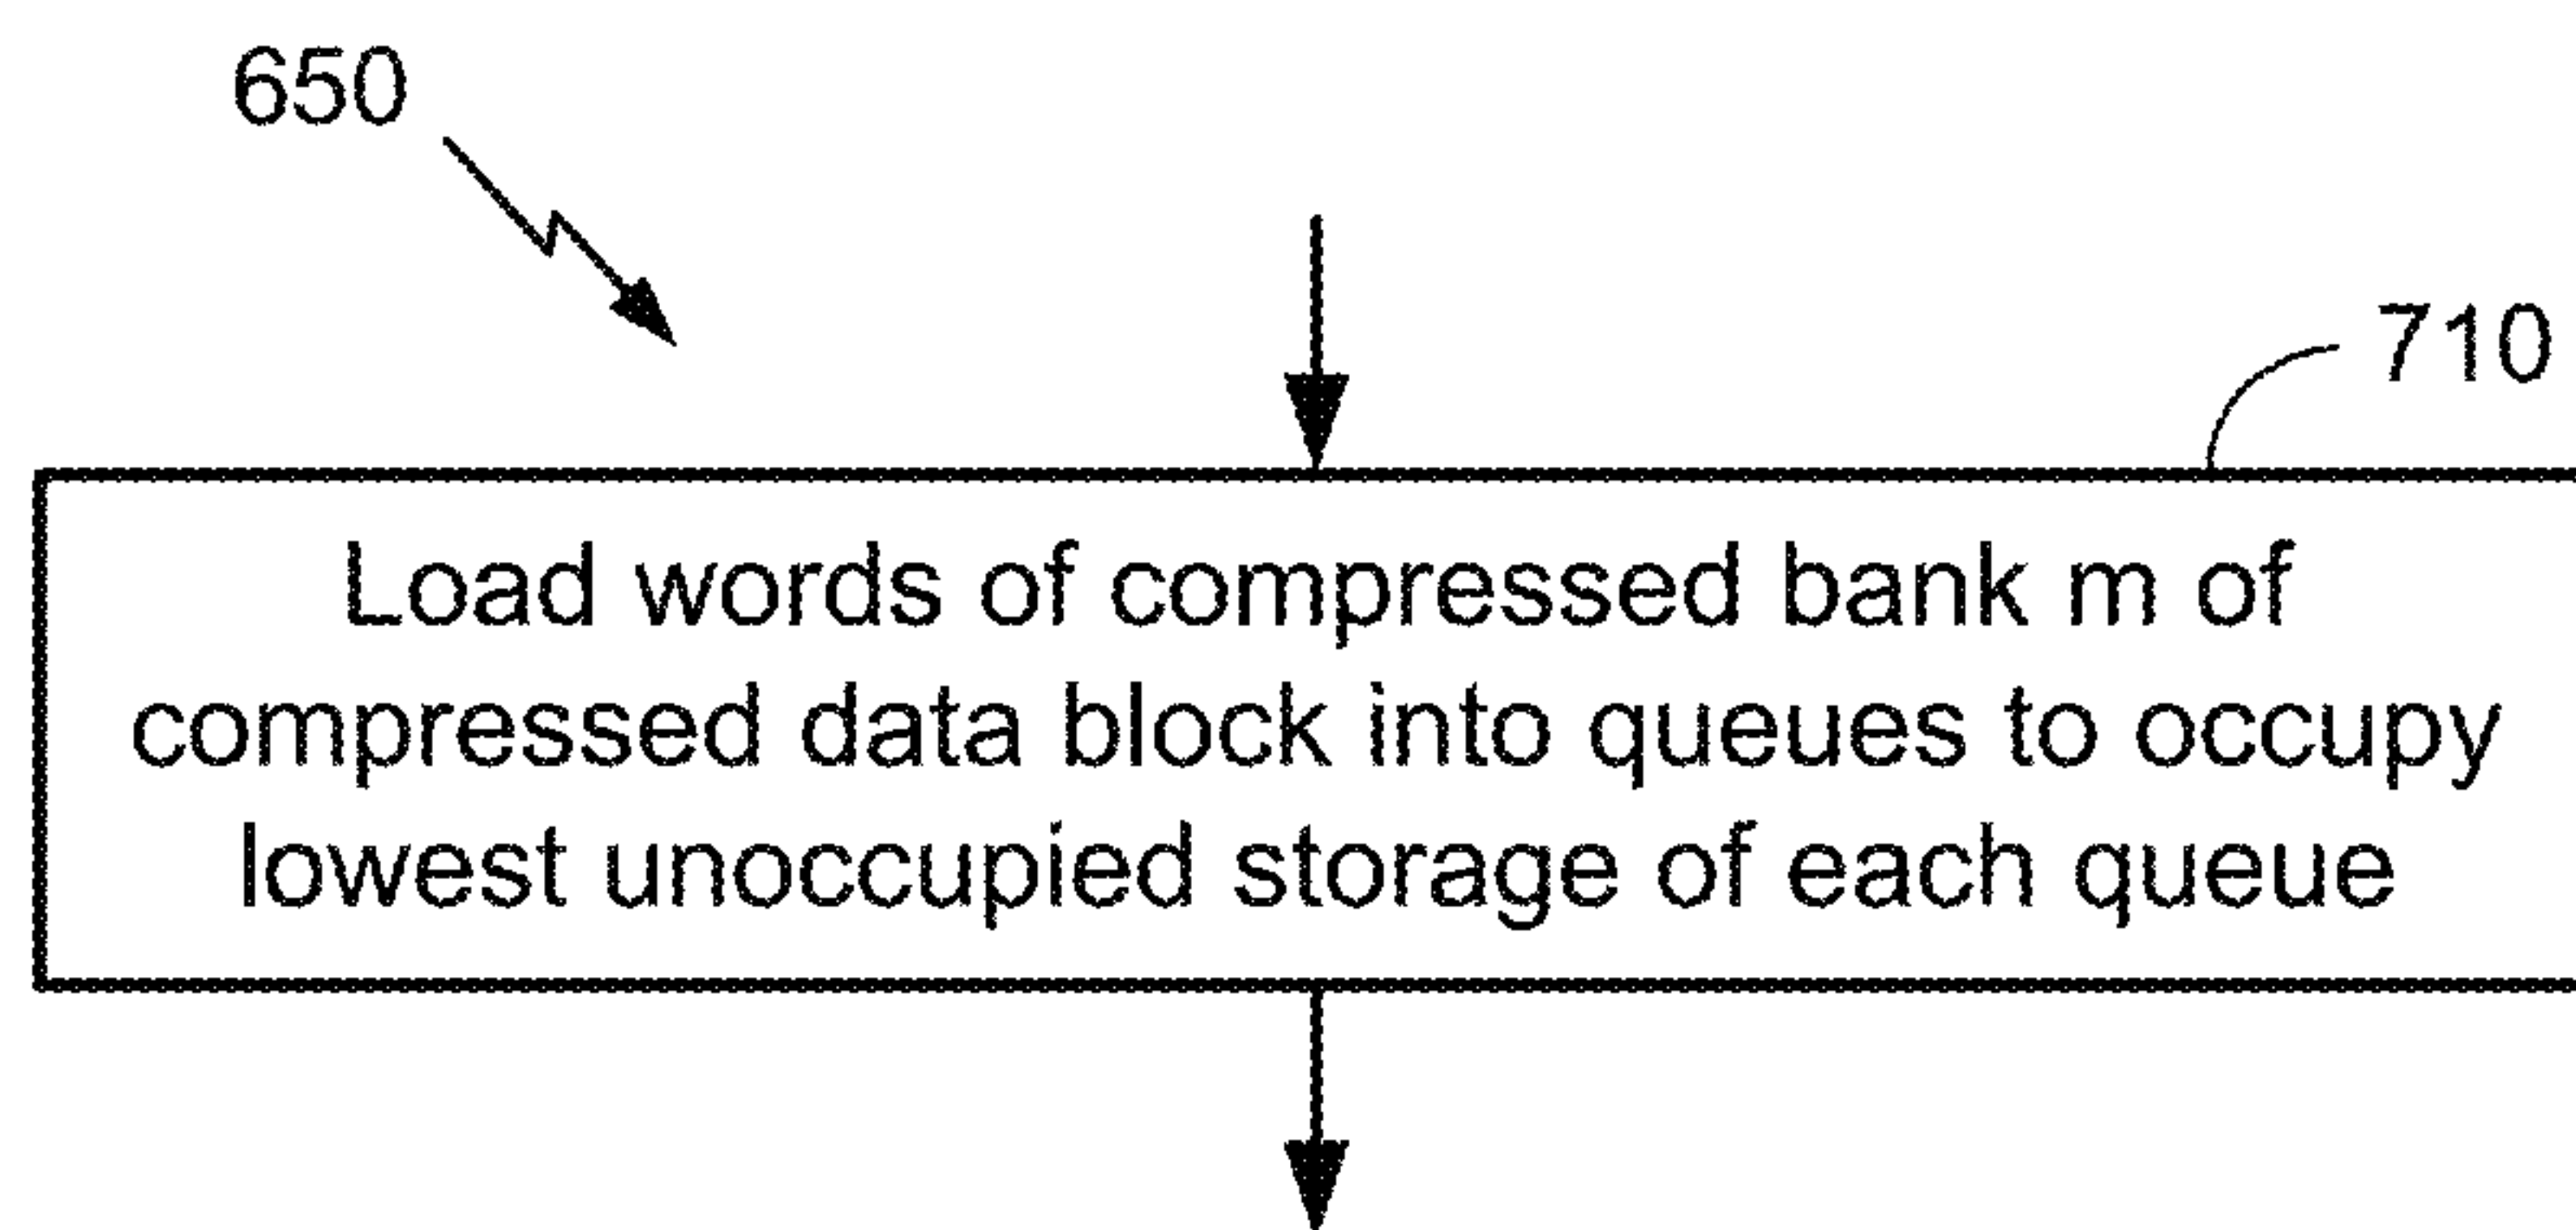 650
710
Load words of compressed bank m of
compressed data block into queues to occupy
lowest unoccupied storage of each queue